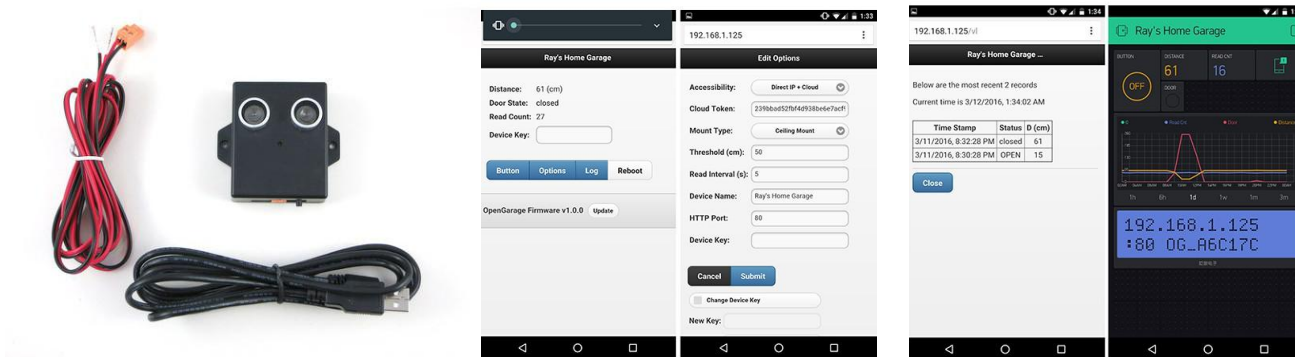 Ray's Home Garage
Distance: 61 (cm)
Door State: closed
Read Count: 27
Device Key:
Button Options Log Reboot
OpenGarage Firmware v1.0.0 Update
1:33
192.168.1.125
Edit Options
Accessibility: Direct IP + Cloud
Cloud Token: 239bbad52fbf4d938be6e7acf
Mount Type: Ceiling Mount
Threshold (cm): 50
Read Interval (s): 5
Device Name: Ray's Home Garage
HTTP Port: 80
Device Key:
Cancel Submit
Change Device Key
New Key:
1:34
192.168.1.125/vl
Ray's Home Garage ...
Below are the most recent 2 records
Current time is 3/12/2016, 1:34:02 AM
Time Stamp Status D (cm)
3/11/2016, 8:32:28 PM closed 61
3/11/2016, 8:30:28 PM OPEN 15
Close
Ray's Home Garage
BUTTON DISTANCE READ CNT
OFF 61 16
DOOR
1h 6h 1d 1w 1m 3m
192.168.1.125
:80 OG_A6C17C